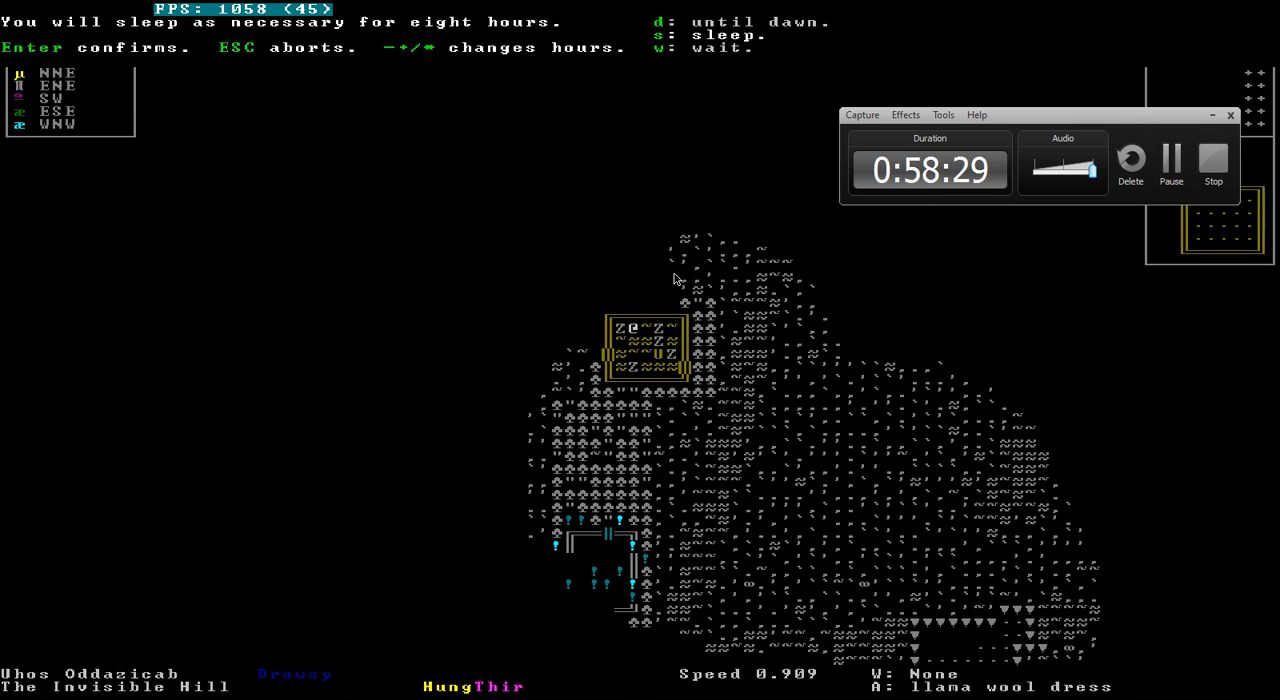 FPS: 1058 (45)
You will sleep as necessary for eight hours.
d: until dawn.
s: sleep.
Enter confirms. ESC aborts. -+/* changes hours.
w: wait.
NNE
ENE
SW
ESE
WNW
Capture Effects Tools Help
Duration
Audio
0:58:29
Delete Pause Stop
Uhos Oddazicab Drowsy Speed 0.909 W: None
The Invisible Hill HungThir A: llama wool dress